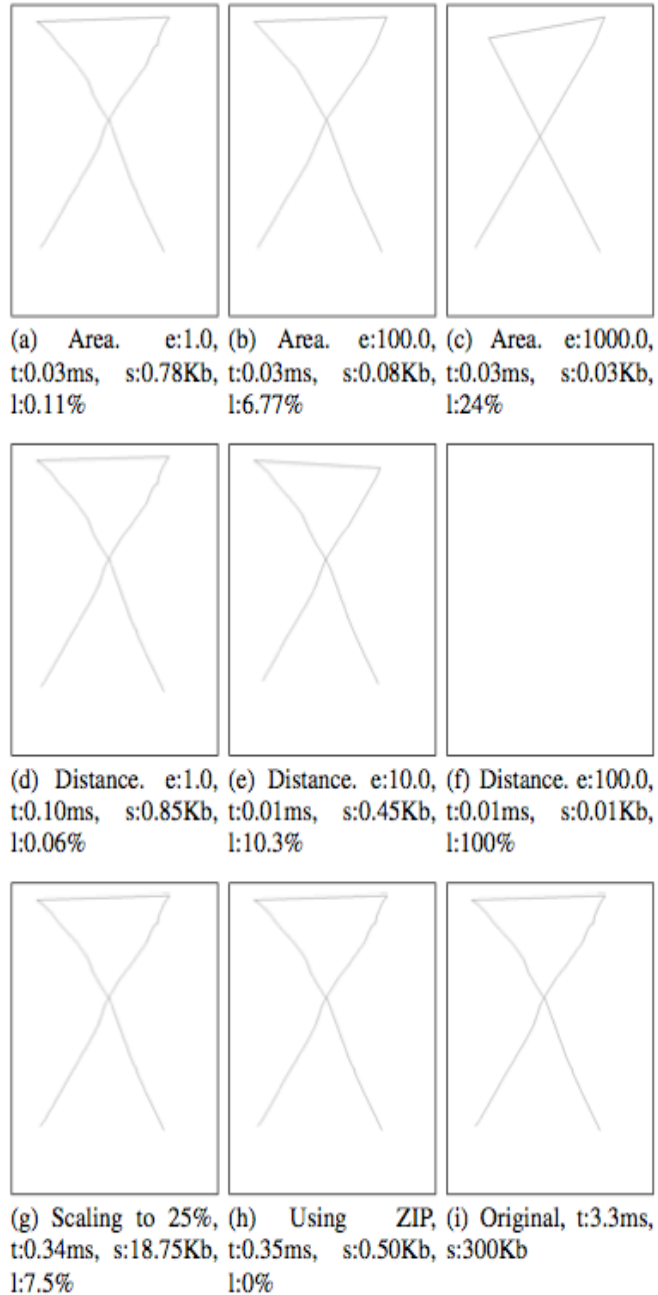 (a) Area. e:1.0,
t:0.03ms, s:0.78Kb,
l:0.11%
(b) Area. e:100.0,
t:0.03ms, s:0.08Kb,
l:6.77%
(c) Area. e:1000.0,
t:0.03ms, s:0.03Kb,
l:24%
(d) Distance. e:1.0,
t:0.10ms, s:0.85Kb,
l:0.06%
(e) Distance. e:10.0,
t:0.01ms, s:0.45Kb,
l:10.3%
(f) Distance. e:100.0,
t:0.01ms, s:0.01Kb,
l:100%
(g) Scaling to 25%,
t:0.34ms, s:18.75Kb,
l:7.5%
(h) Using ZIP,
t:0.35ms, s:0.50Kb,
l:0%
(i) Original, t:3.3ms,
s:300Kb